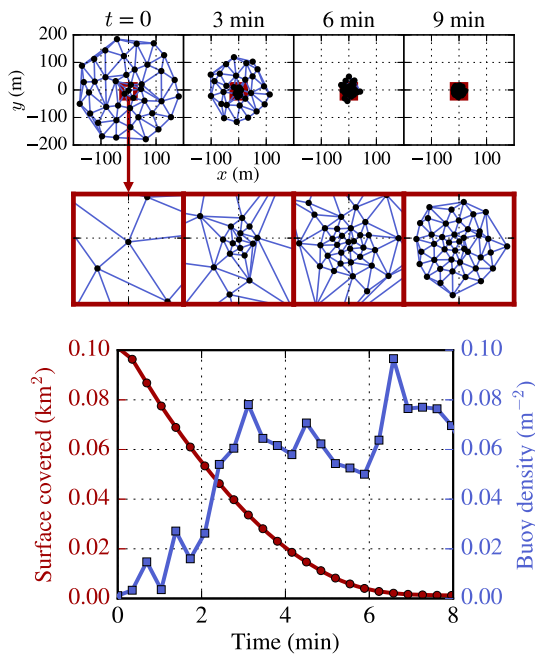 t = 0 3 min 6 min 9 min
200
100
0
−100
−200
y (m)
−100 0 100 −100 0 100 −100 0 100 −100 0 100
x (m)
0.10 0.10
0.08 0.08
0.06 0.06
0.04 0.04
0.02 0.02
0.00 0.00
Surface covered (km²)
Buoy density (m⁻²)
0 2 4 6 8
Time (min)